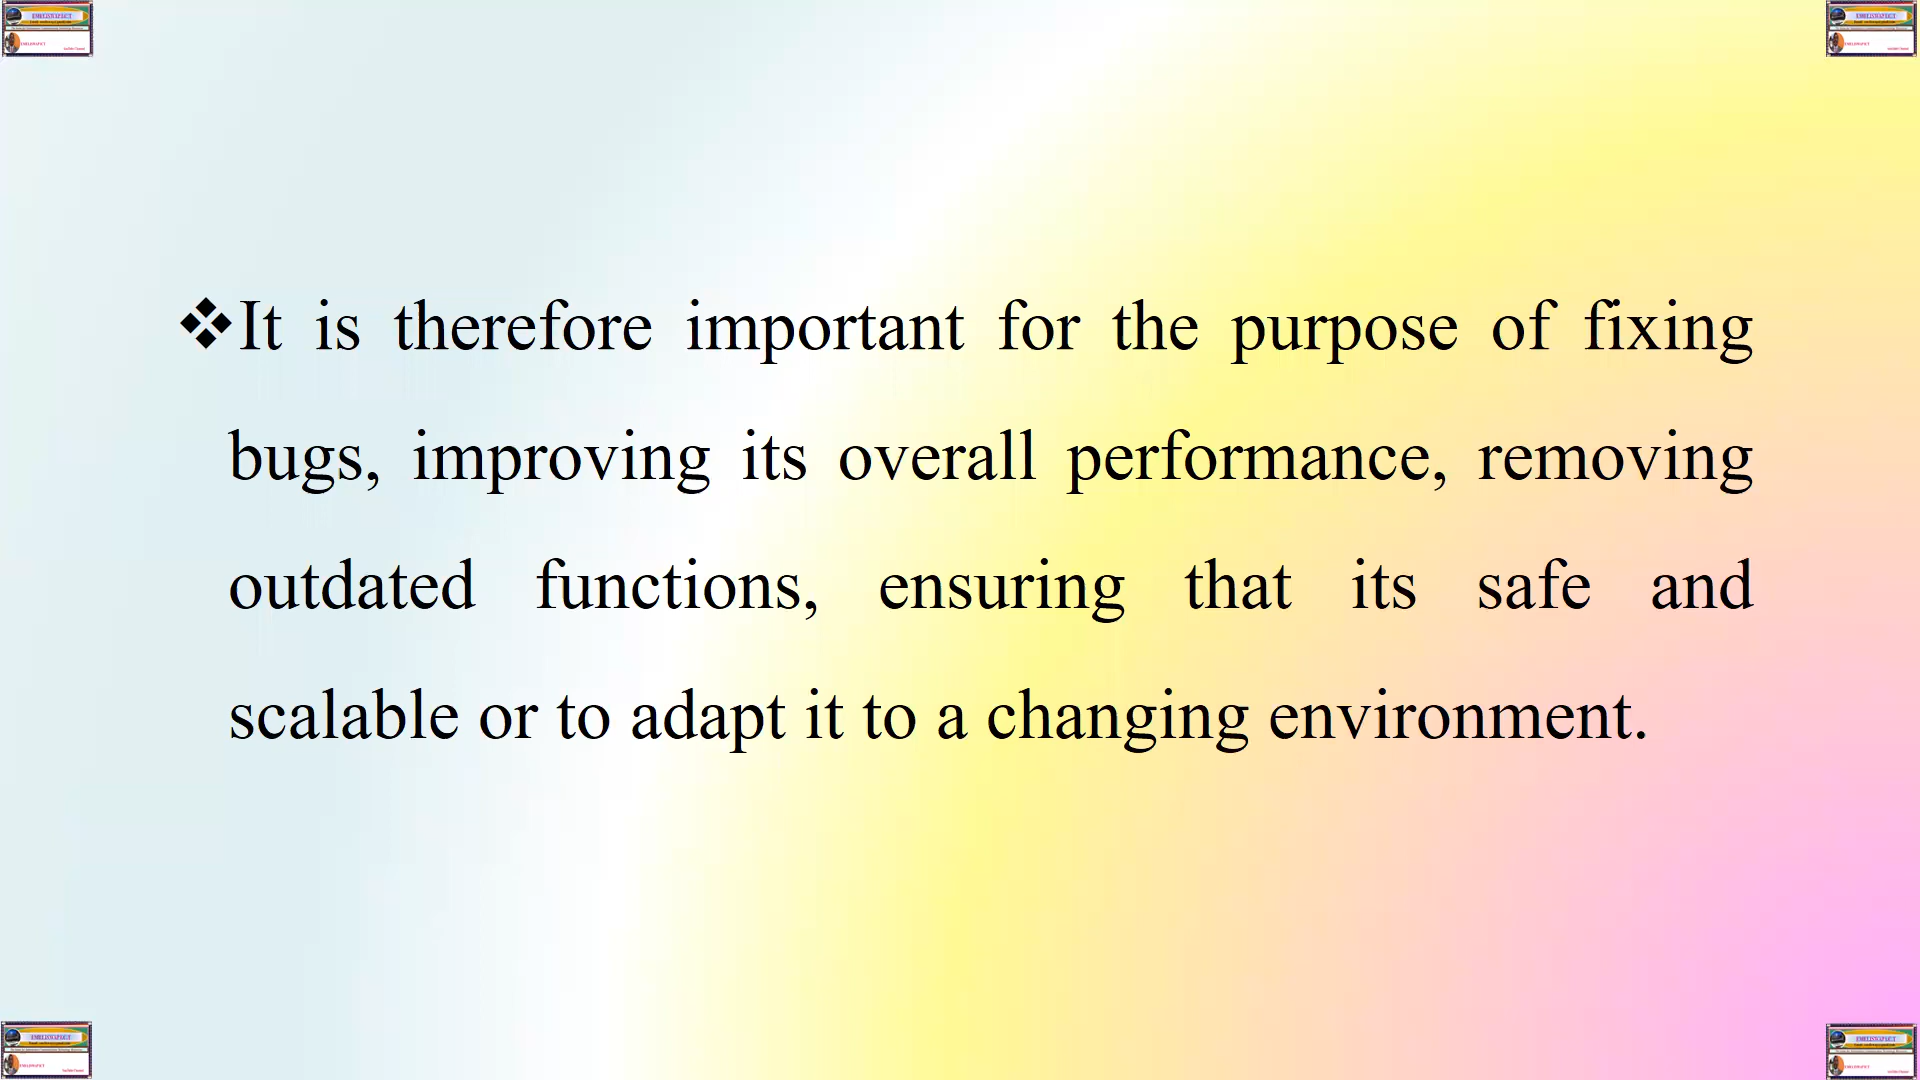 ❖It is therefore important for the purpose of fixing
bugs, improving its overall performance, removing
outdated functions, ensuring that its safe and
scalable or to adapt it to a changing environment.